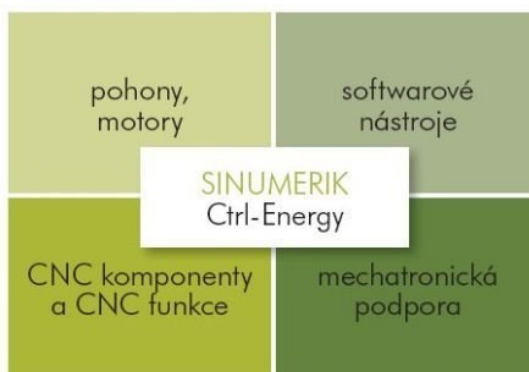 pohony,
motory
softwarové
nástroje
SINUMERIK
Ctrl-Energy
CNC komponenty
a CNC funkce
mechatronická
podpora